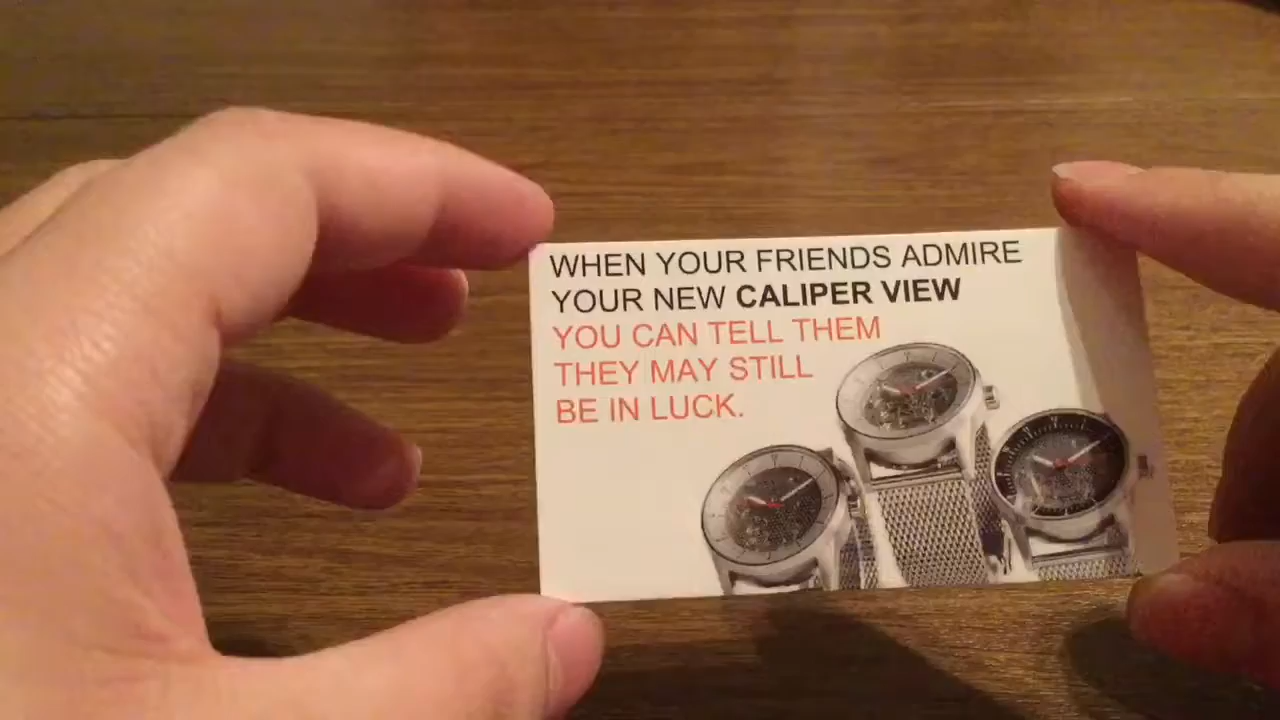 WHEN YOUR FRIENDS ADMIRE
YOUR NEW CALIPER VIEW
YOU CAN TELL THEM
THEY MAY STILL
BE IN LUCK.